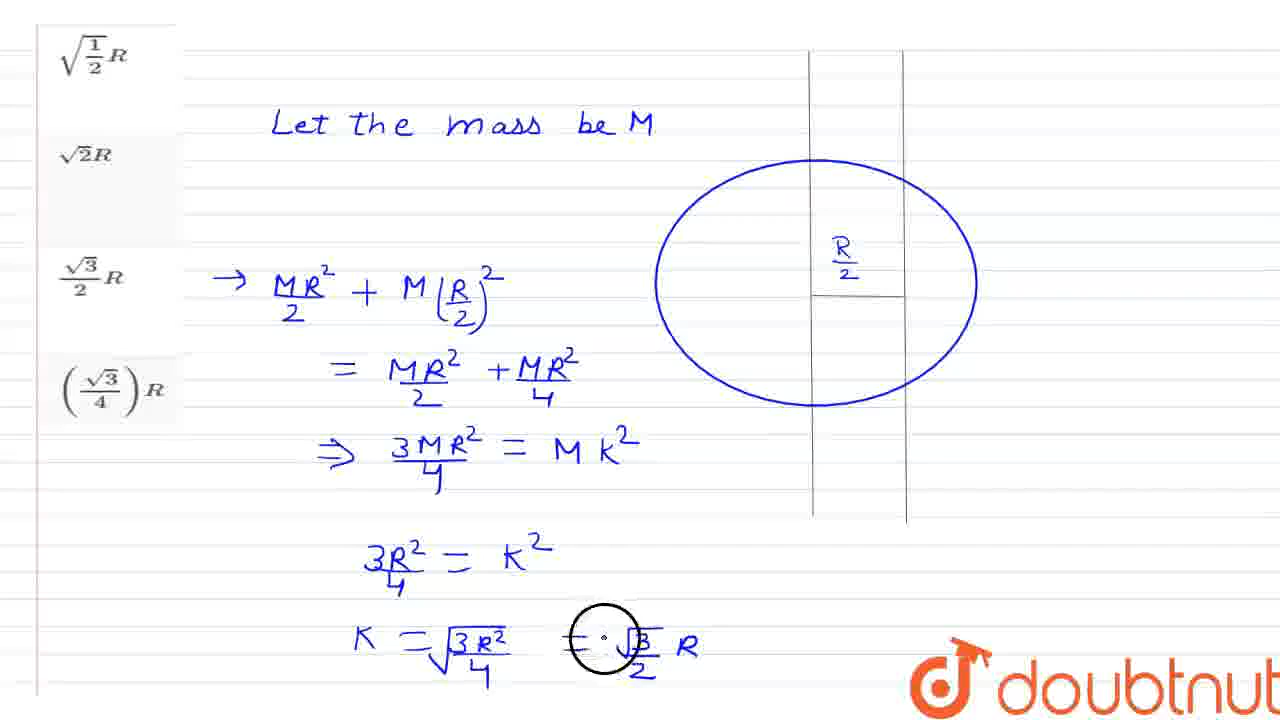 √(1/2) R
√2 R
√3/2 R
(√3/4) R
Let the mass be M
→ MR²/2 + M(R/2)²
= MR²/2 + MR²/4
⇒ 3MR²/4 = MK²
3R²/4 = K²
K = √(3R²/4) = √3/2 R
R/2
doubtnut